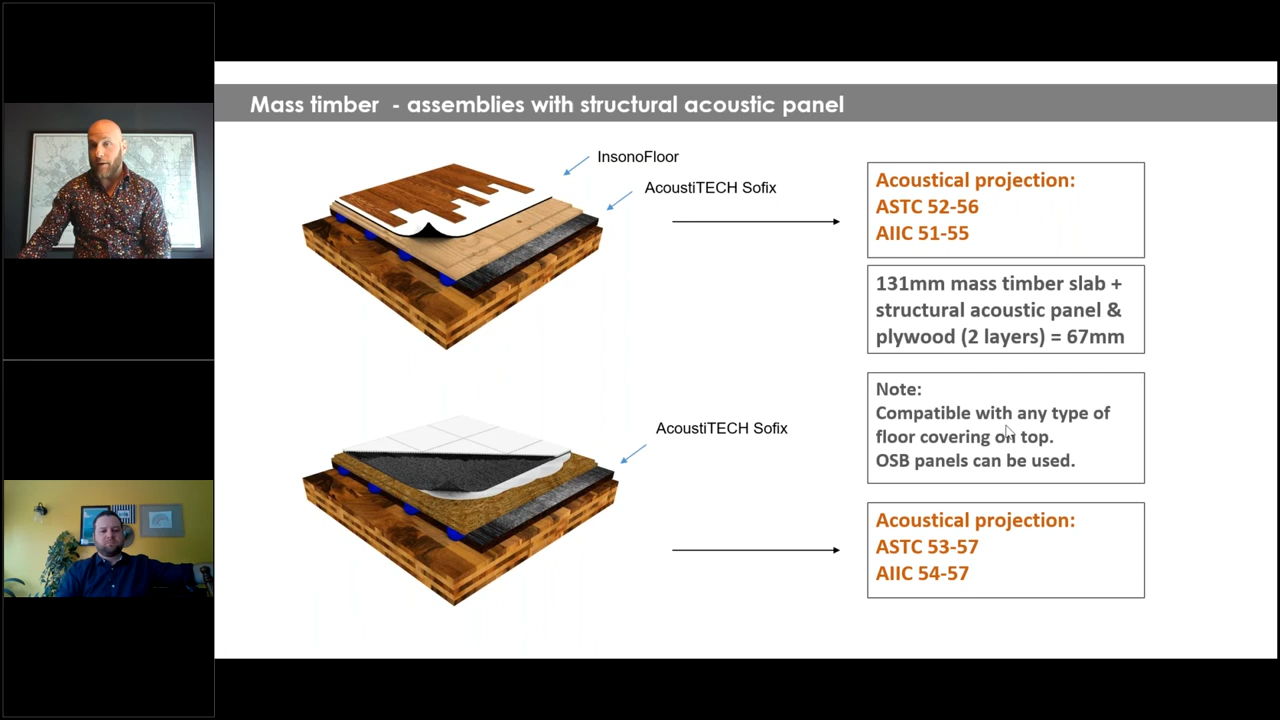 Mass timber - assemblies with structural acoustic panel
InsonoFloor
AcoustiTECH Sofix
Acoustical projection:
ASTC 52-56
AIIC 51-55
131mm mass timber slab +
structural acoustic panel &
plywood (2 layers) = 67mm
Note:
Compatible with any type of
floor covering on top.
OSB panels can be used.
AcoustiTECH Sofix
Acoustical projection:
ASTC 53-57
AIIC 54-57